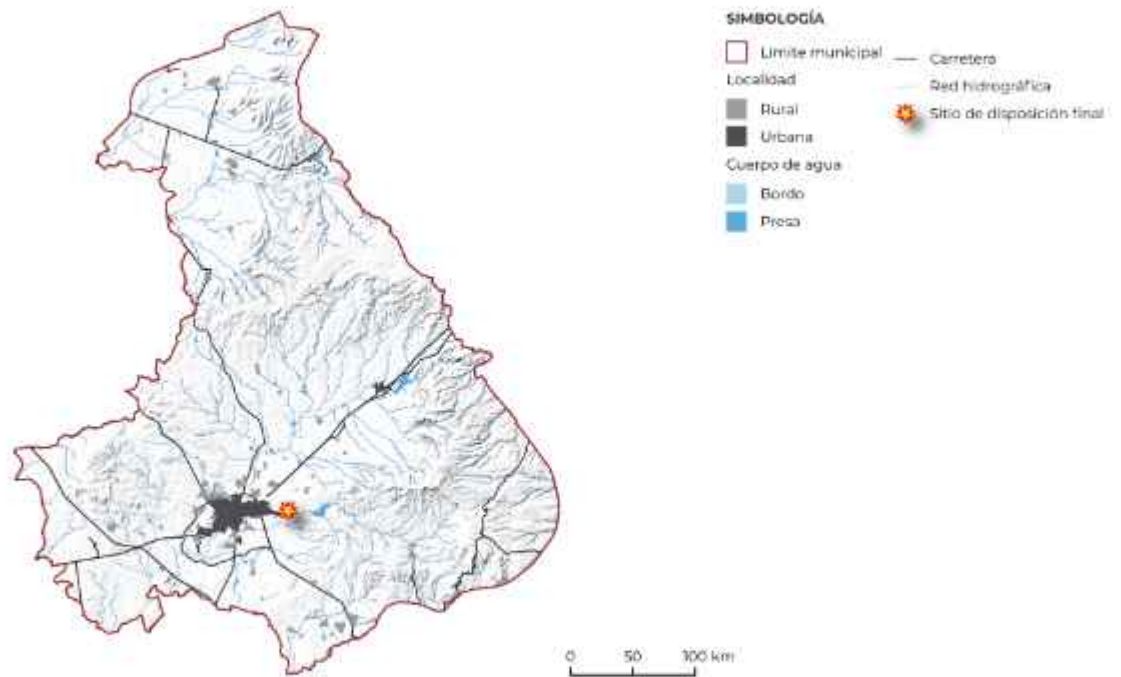 SIMBOLOGÍA
Límite municipal
Localidad
Rural
Urbana
Cuerpo de agua
Bordo
Presa
Carretera
Red hidrográfica
Sitio de disposición final
0 50 100 km